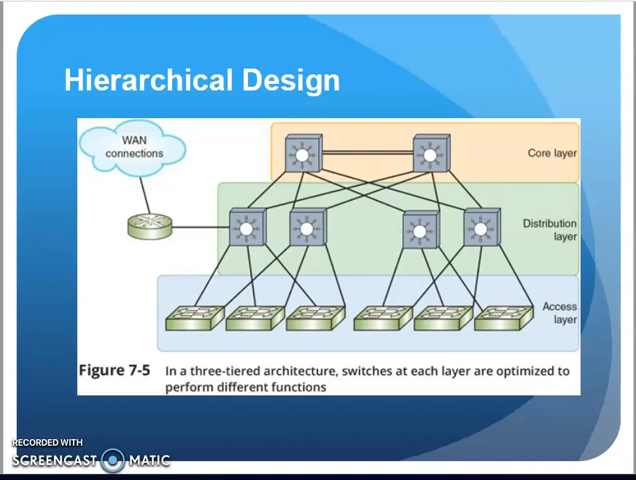 Hierarchical Design
WAN
connections
Core layer
Distribution
layer
Access
layer
Figure 7-5 In a three-tiered architecture, switches at each layer are optimized to
perform different functions
RECORDED WITH
SCREENCAST MATIC